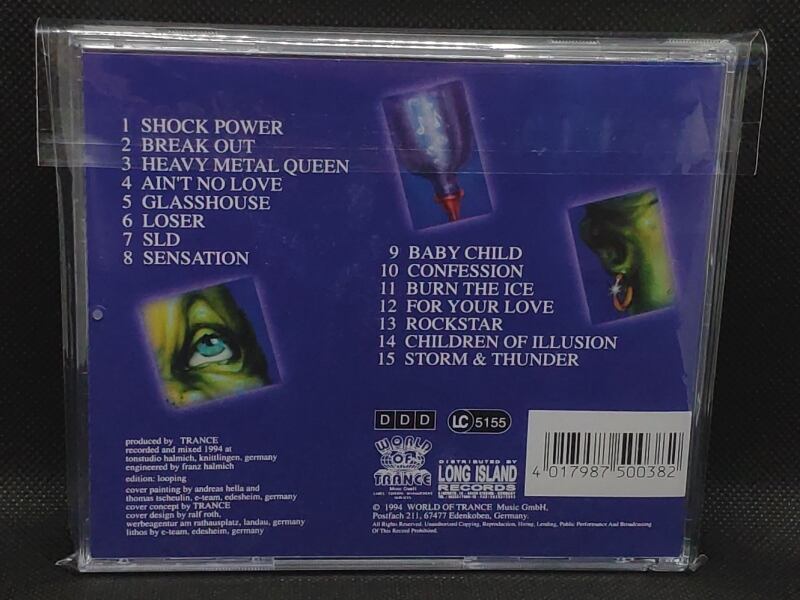 1 SHOCK POWER
2 BREAK OUT
3 HEAVY METAL QUEEN
4 AIN'T NO LOVE
5 GLASSHOUSE
6 LOSER
7 SLD
8 SENSATION
9 BABY CHILD
10 CONFESSION
11 BURN THE ICE
12 FOR YOUR LOVE
13 ROCKSTAR
14 CHILDREN OF ILLUSION
15 STORM & THUNDER
produced by TRANCE
recorded and mixed 1994 at
tonstudio halmich, knittlingen, germany
engineered by franz halmich
edition: looping
cover painting by andreas hella and
thomas tscheulin, e-team, edesheim, germany
cover concept by TRANCE
cover design by ralf roth,
werbeagentur am rathausplatz, landau, germany
lithos by e-team, edesheim, germany
D D D
LC 5155
WORLD
OF
TRANCE
DISTRIBUTED BY
LONG ISLAND
RECORDS
4 017987 500382
© 1994 WORLD OF TRANCE Music GmbH,
Postfach 211, 67477 Edenkoben, Germany.
All Rights Reserved. Unauthorized Copying, Reproduction, Hiring, Lending, Public Performance And Broadcasting
Of This Record Prohibited.